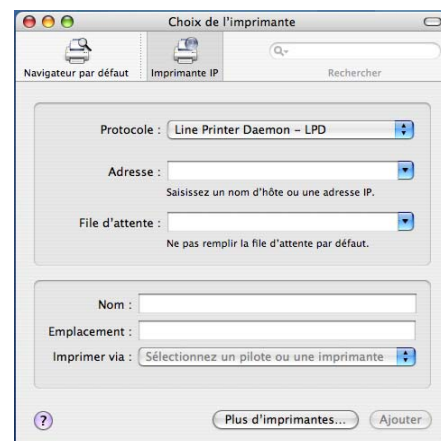 Choix de l'imprimante
Navigateur par défaut
Imprimante IP
Rechercher
Protocole : Line Printer Daemon – LPD
Adresse :
Saisissez un nom d'hôte ou une adresse IP.
File d'attente :
Ne pas remplir la file d'attente par défaut.
Nom :
Emplacement :
Imprimer via : Sélectionnez un pilote ou une imprimante
? Plus d'imprimantes... Ajouter